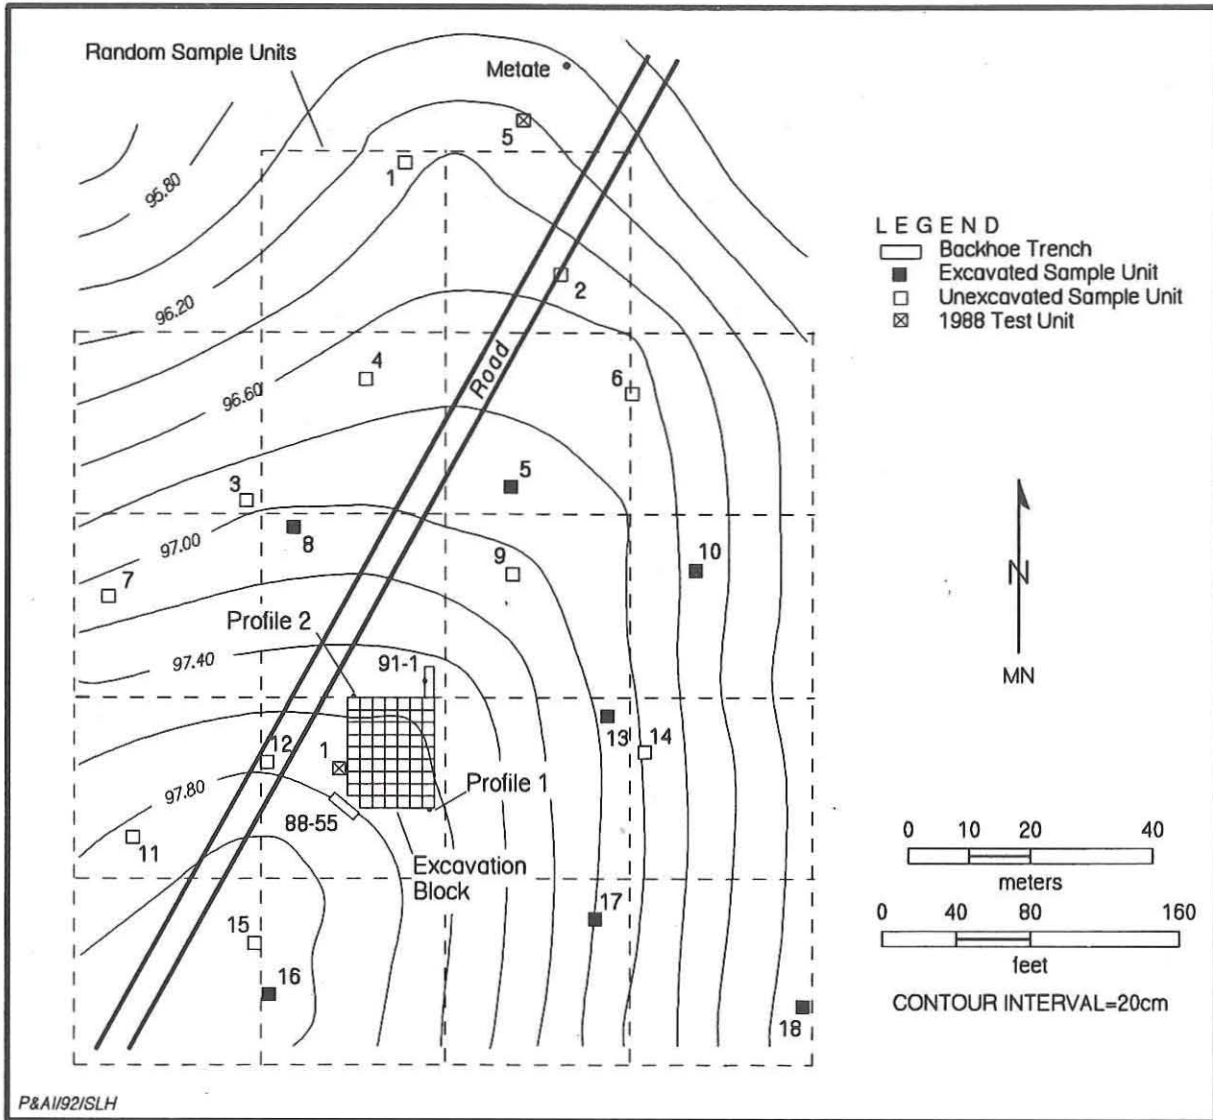 Random Sample Units
Metate
5
1
95.80
2
96.20
LEGEND
Backhoe Trench
Excavated Sample Unit
Unexcavated Sample Unit
1988 Test Unit
4
Road
6
96.60
3
5
8
97.00
9
10
7
N
MN
Profile 2
91-1
97.40
12
1
13
14
97.80
Profile 1
88-55
11
Excavation
Block
0 10 20 40
meters
0 40 80 160
feet
CONTOUR INTERVAL=20cm
15
17
16
18
P&AI/92/SLH